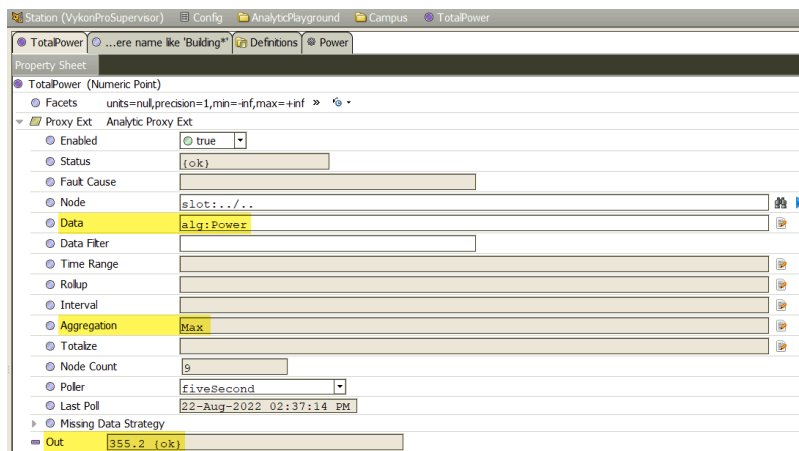 Station (VykonProSupervisor) Config AnalyticPlayground Campus TotalPower
TotalPower ...ere name like 'Building*' Definitions Power
Property Sheet
TotalPower (Numeric Point)
Facets units=null,precision=1,min=-inf,max=+inf »
Proxy Ext Analytic Proxy Ext
Enabled true
Status {ok}
Fault Cause
Node slot:../..
Data alg:Power
Data Filter
Time Range
Rollup
Interval
Aggregation Max
Totalize
Node Count 9
Poller fiveSecond
Last Poll 22-Aug-2022 02:37:14 PM
Missing Data Strategy
Out 355.2 {ok}